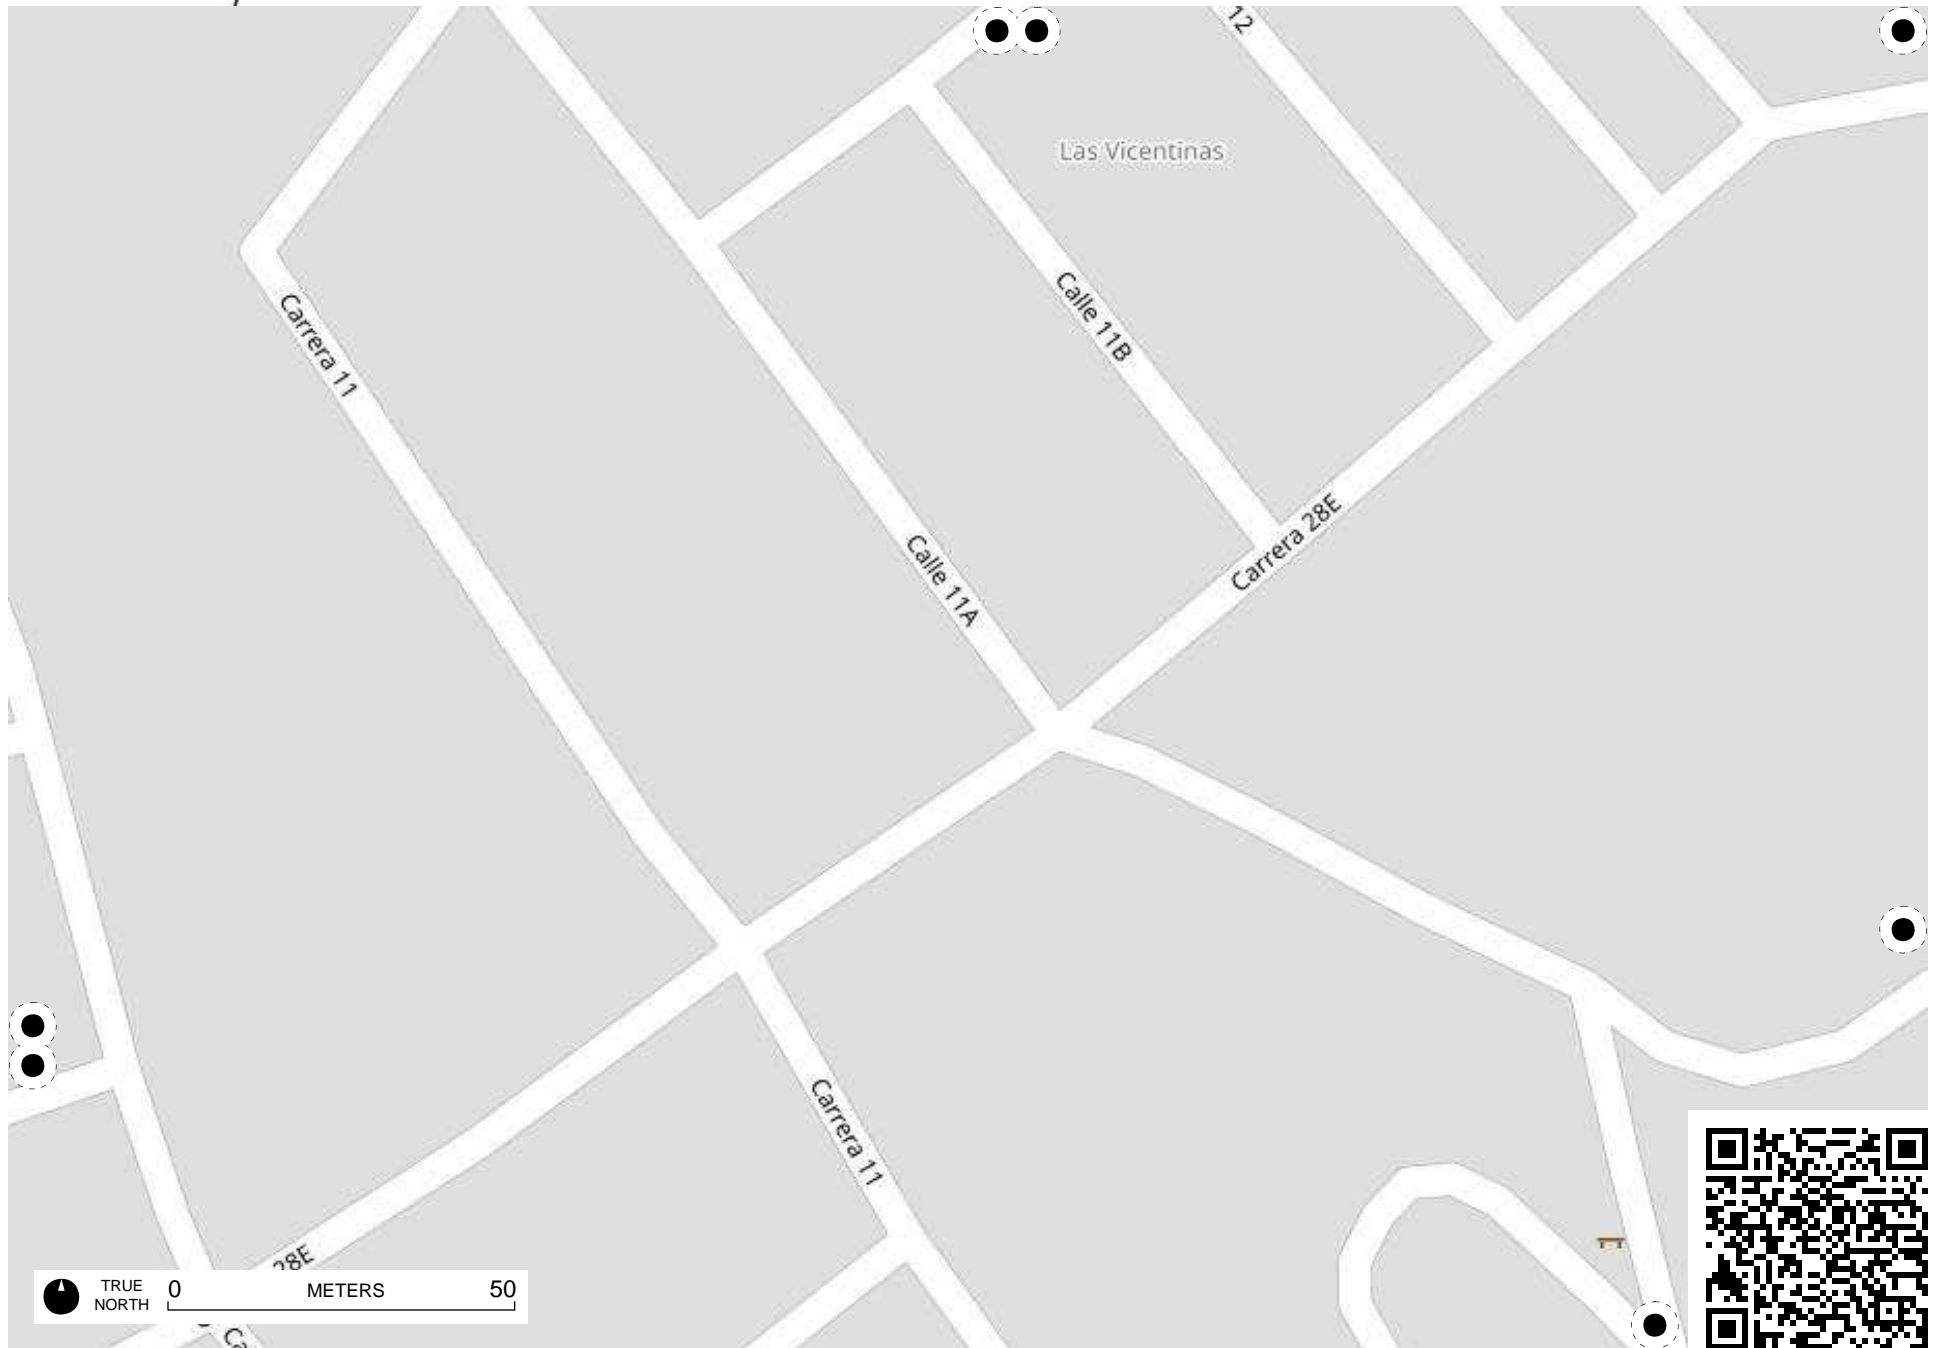 12
Las Vicentinas
Calle 11B
Carrera 11
Carrera 28E
Calle 11A
Carrera 11
28E
TRUE
NORTH
0 METERS 50
Ca